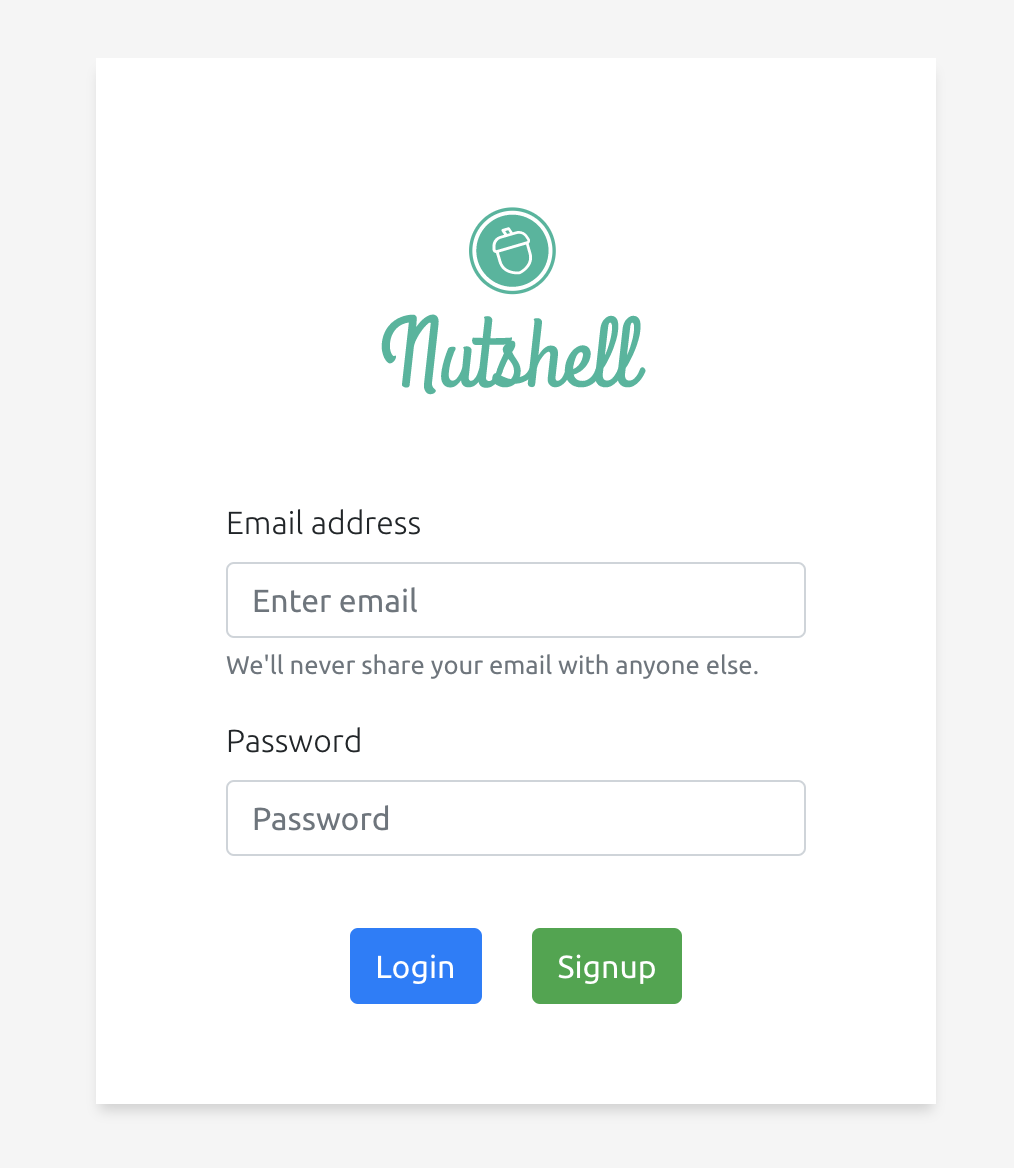 Nutshell
Email address
Enter email
We'll never share your email with anyone else.
Password
Password
Login
Signup